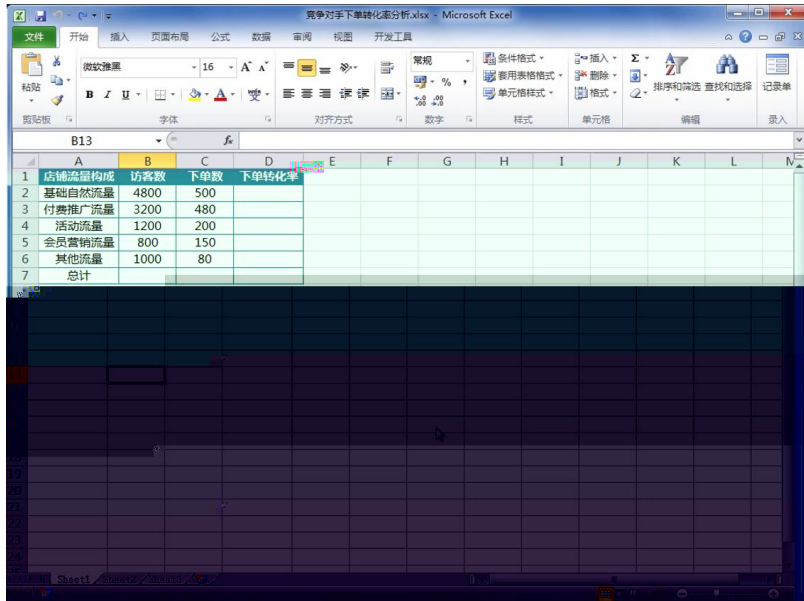 竞争对手下单转化率分析.xlsx - Microsoft Excel
文件 开始 插入 页面布局 公式 数据 审阅 视图 开发工具
粘贴 微软雅黑 16 A A 常规 条件格式 插入 Σ
B I U A % , 套用表格格式 删除 排序和筛选 查找和选择 记录单
单元格样式 格式
剪贴板 字体 对齐方式 数字 样式 单元格 编辑 录入
B13 fx
A B C D E F G H I J K L M
1 店铺流量构成 访客数 下单数 下单转化率
2 基础自然流量 4800 500
3 付费推广流量 3200 480
4 活动流量 1200 200
5 会员营销流量 800 150
6 其他流量 1000 80
7 总计
19
20
21
22
23
24
Sheet1 Sheet2 Sheet3